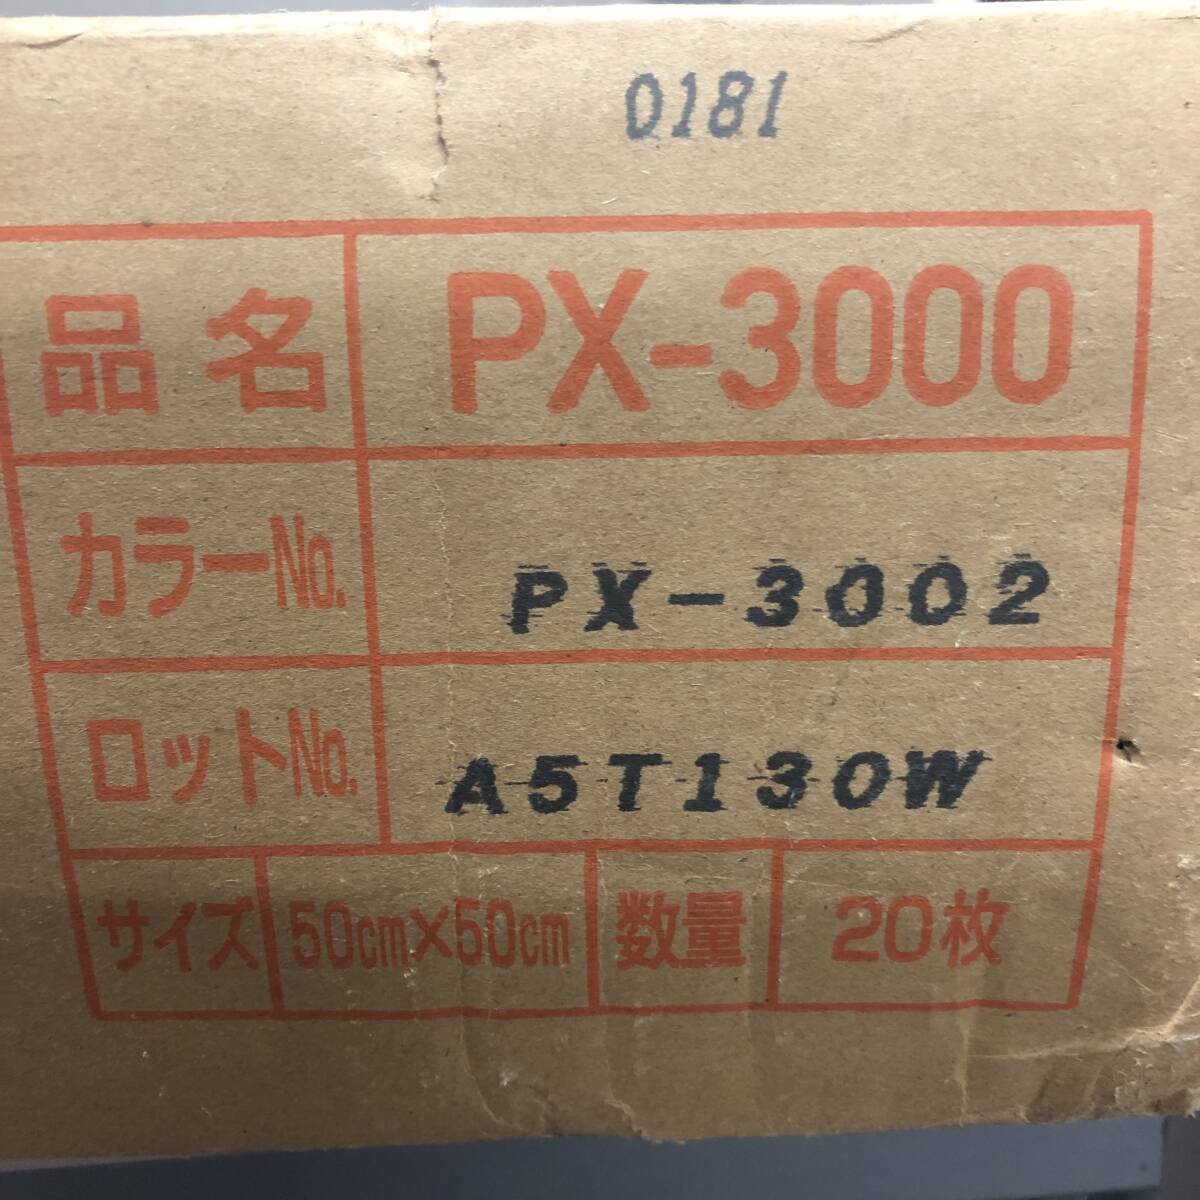 0181
品名 PX-3000
カラーNo. PX-3002
ロットNo. A5T130W
サイズ 50cm×50cm 数量 20枚